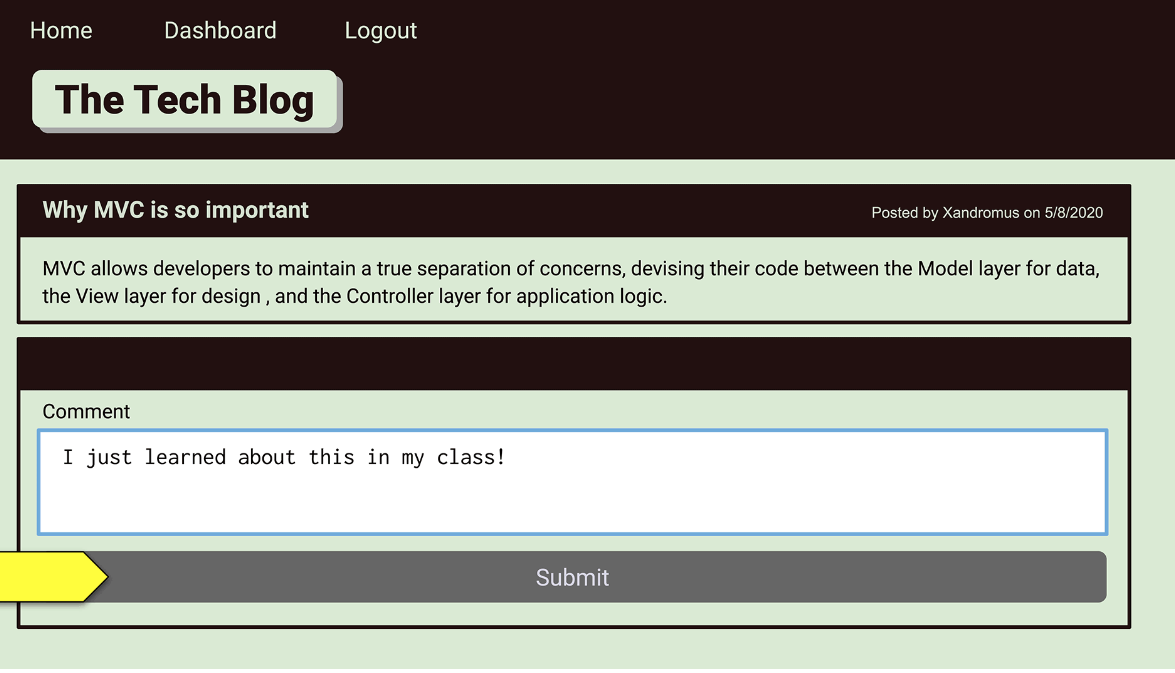 Home Dashboard Logout
The Tech Blog
Why MVC is so important Posted by Xandromus on 5/8/2020
MVC allows developers to maintain a true separation of concerns, devising their code between the Model layer for data,
the View layer for design , and the Controller layer for application logic.
Comment
I just learned about this in my class!
Submit